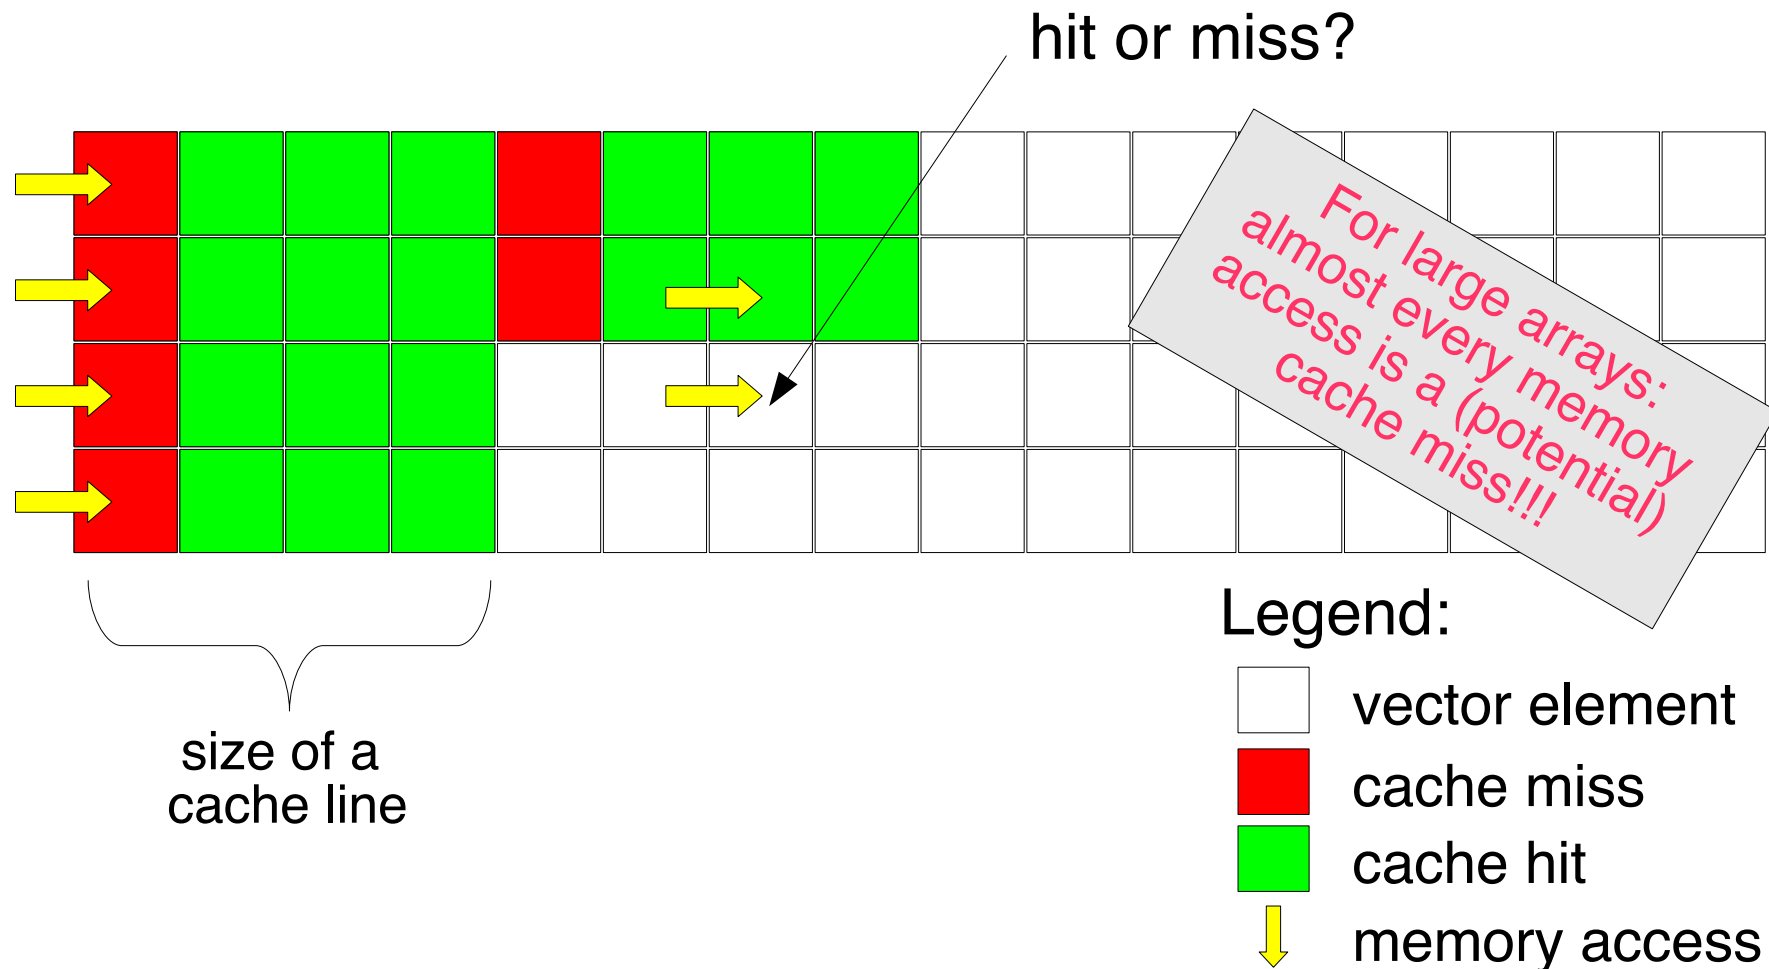 hit or miss?
For large arrays:
almost every memory
access is a (potential)
cache miss!!!
size of a
cache line
Legend:
vector element
cache miss
cache hit
memory access